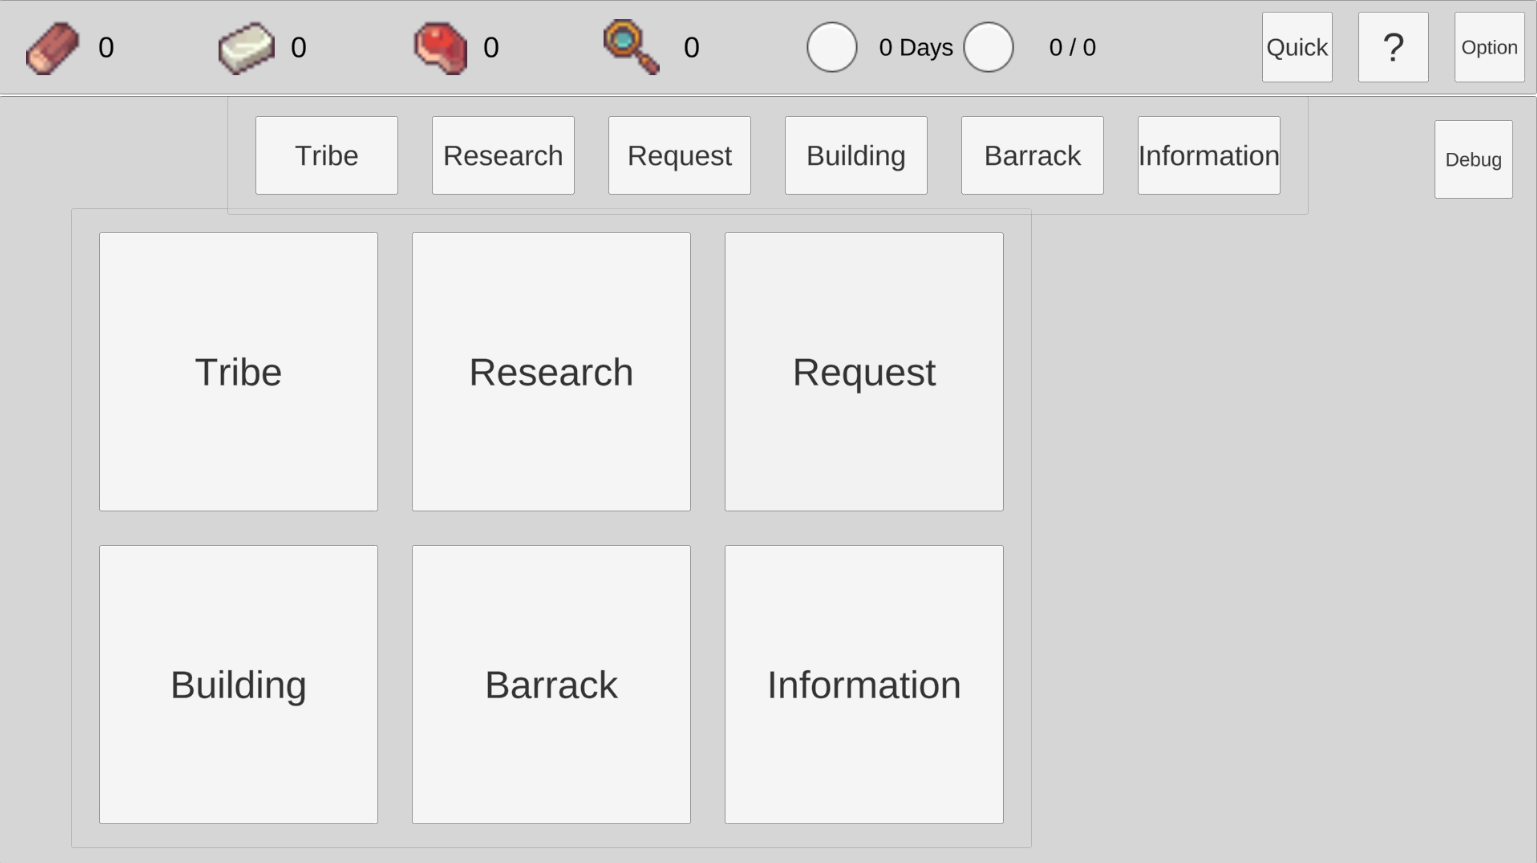 0 0 0 0 0 Days 0 / 0 Quick ? Option
Tribe Research Request Building Barrack Information Debug
Tribe Research Request
Building Barrack Information